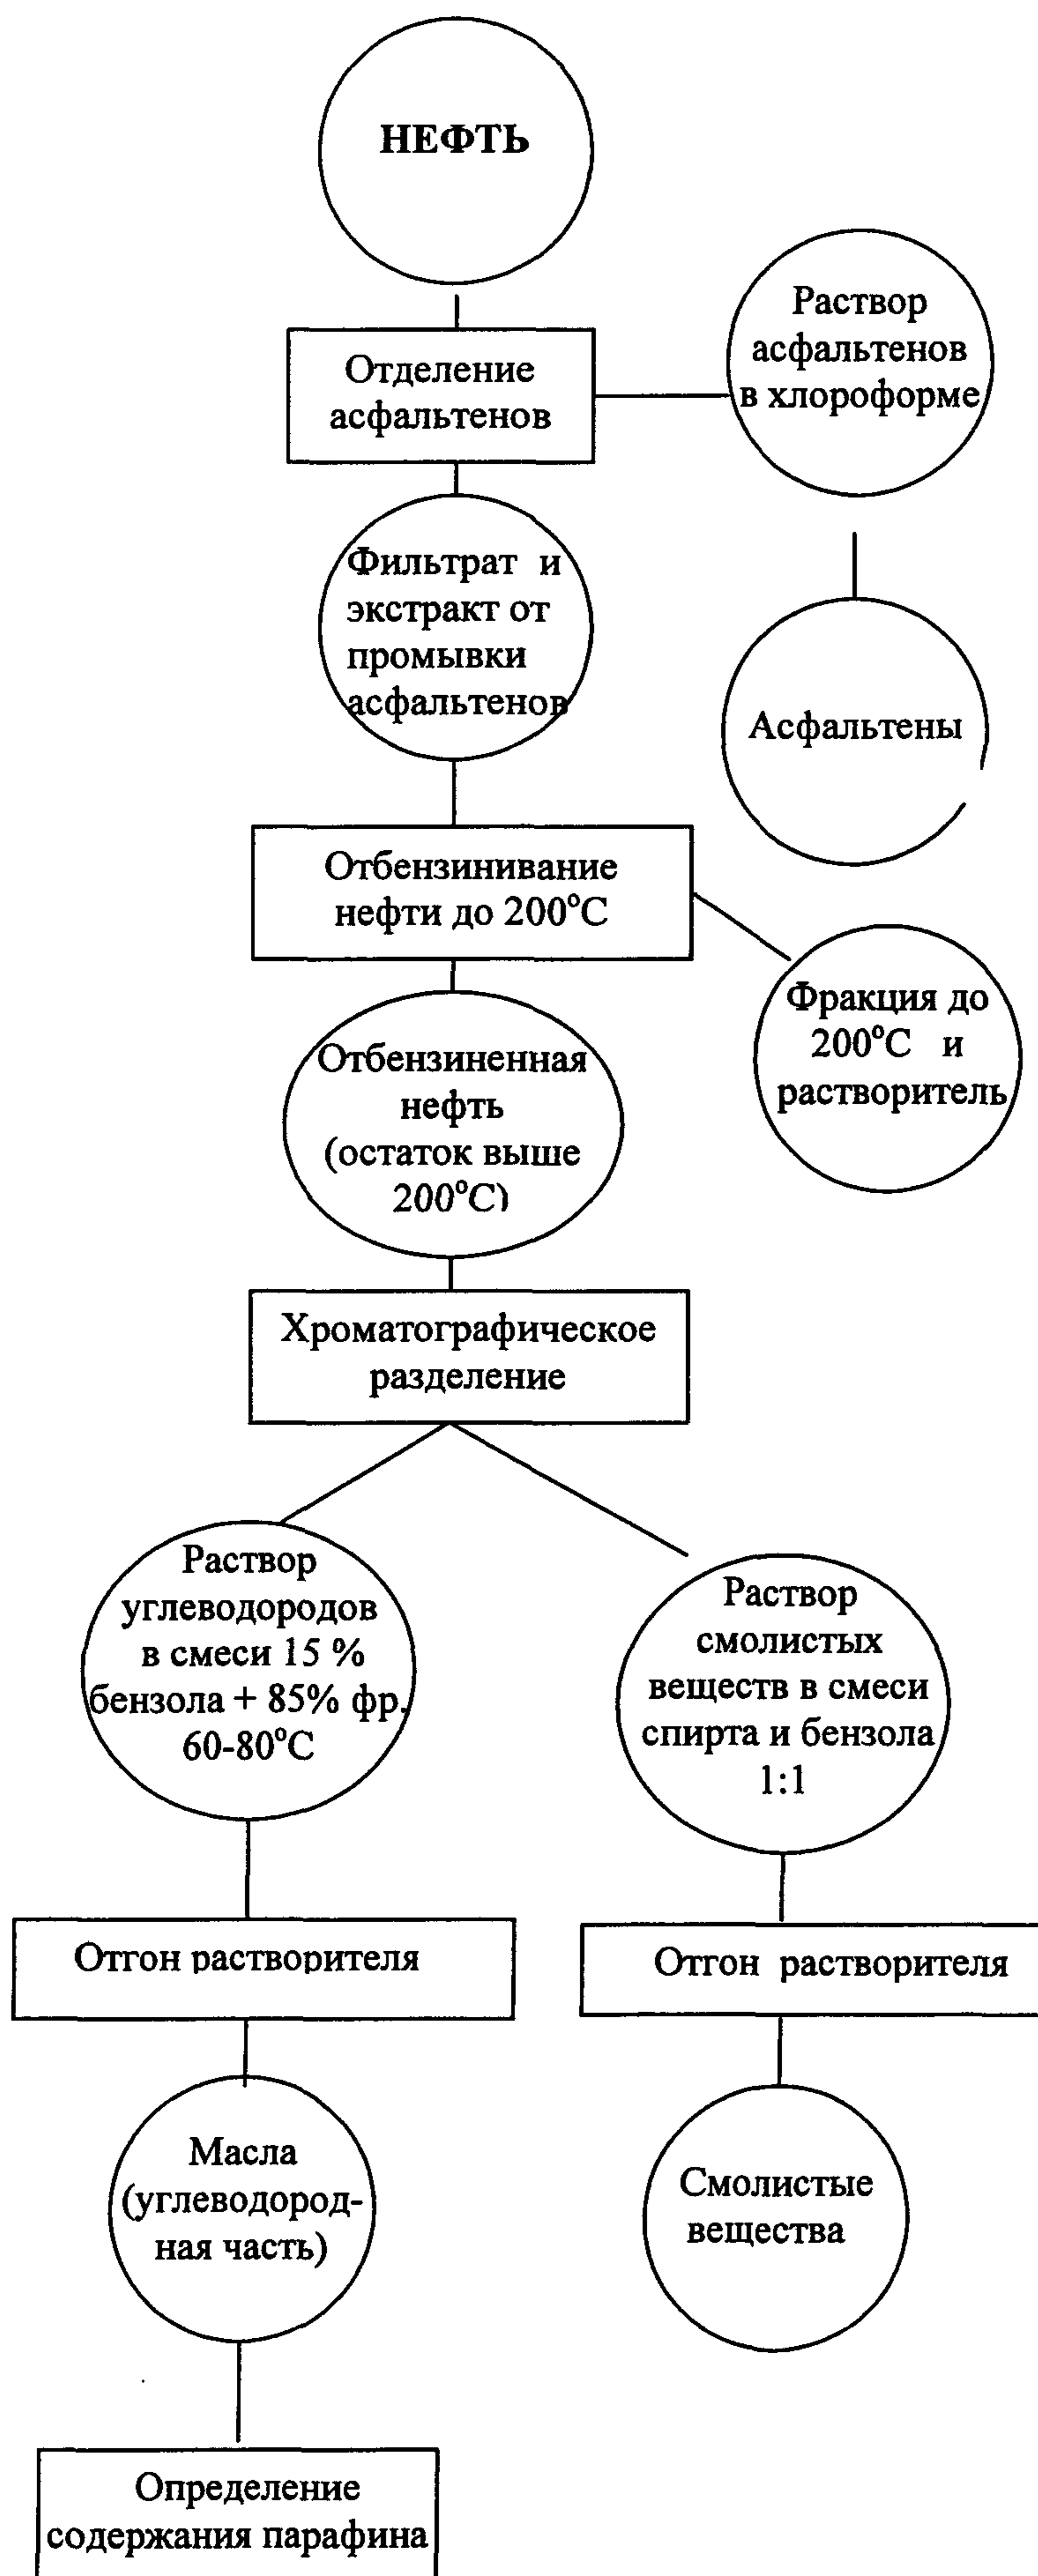 НЕФТЬ
Отделение
асфальтенов
Раствор
асфальтенов
в хлороформе
Фильтрат и
экстракт от
промывки
асфальтенов
Асфальтены
Отбензинивание
нефти до 200°С
Фракция до
200°С и
растворитель
Отбензиненная
нефть
(остаток выше
200°С)
Хроматографическое
разделение
Раствор
углеводородов
в смеси 15 %
бензола + 85% фр.
60-80°С
Раствор
смолистых
веществ в смеси
спирта и бензола
1:1
Отгон растворителя
Отгон растворителя
Масла
(углеводород-
ная часть)
Смолистые
вещества
Определение
содержания парафина